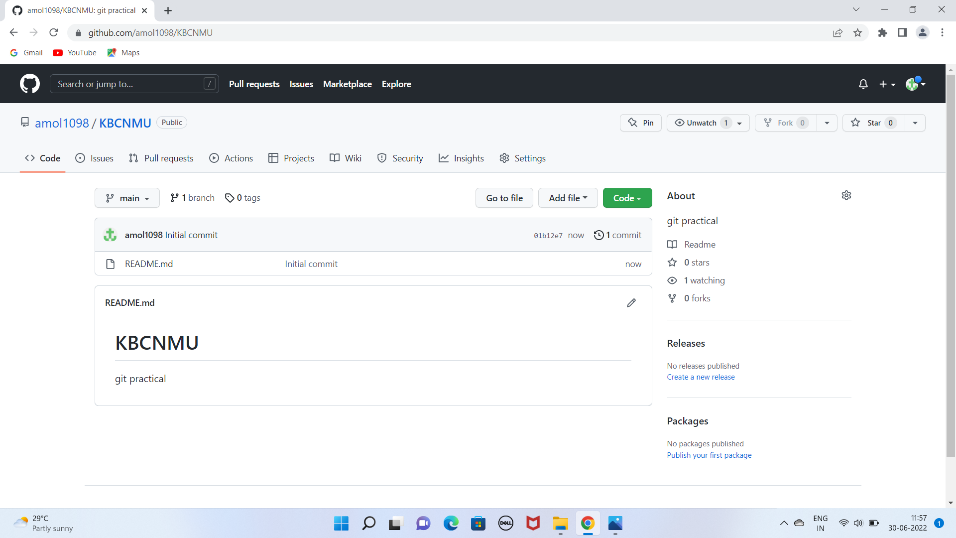 amol1098/KBCNMU: git practical
github.com/amol1098/KBCNMU
Gmail YouTube Maps
Search or jump to... / Pull requests Issues Marketplace Explore
amol1098 / KBCNMU Public Pin Unwatch 1 Fork 0 Star 0
Code Issues Pull requests Actions Projects Wiki Security Insights Settings
main 1 branch 0 tags Go to file Add file Code
amol1098 Initial commit 01b12e7 now 1 commit
README.md Initial commit now
README.md
KBCNMU
git practical
About
git practical
Readme
0 stars
1 watching
0 forks
Releases
No releases published
Create a new release
Packages
No packages published
Publish your first package
29°C
Partly sunny
DELL
ENG
IN
11:57
30-06-2022
1